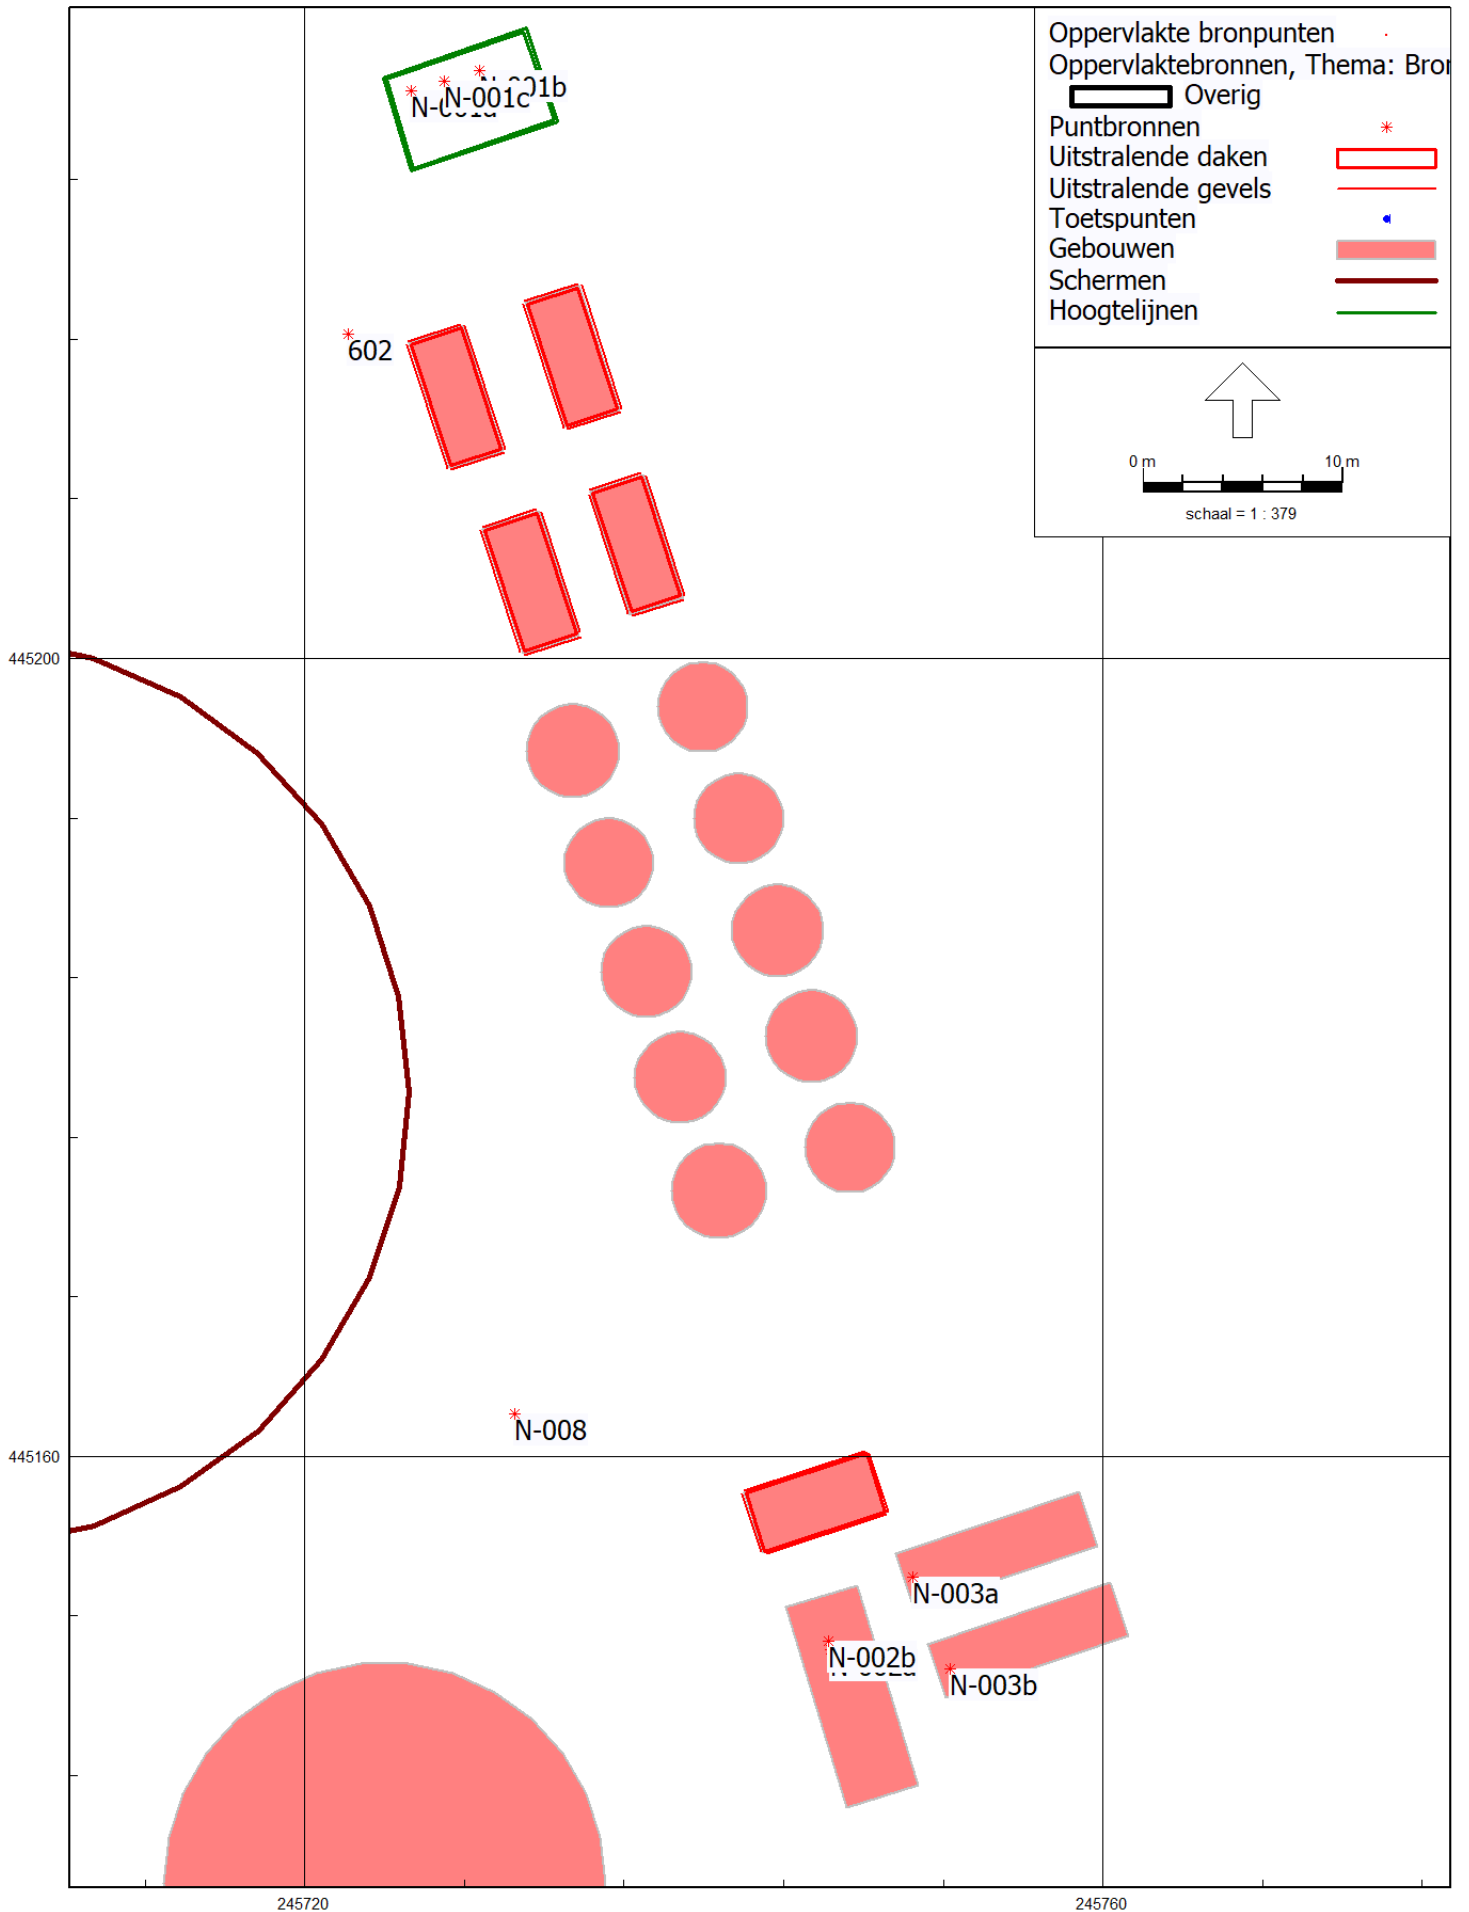 Oppervlakte bronpunten
Oppervlaktebronnen, Thema: Bror
Overig
Puntbronnen
Uitstralende daken
Uitstralende gevels
Toetspunten
Gebouwen
Schermen
Hoogtelijnen
0 m 10 m
schaal = 1 : 379
N-001c
602
445200
N-008
445160
N-003a
N-002b
N-003b
245720 245760